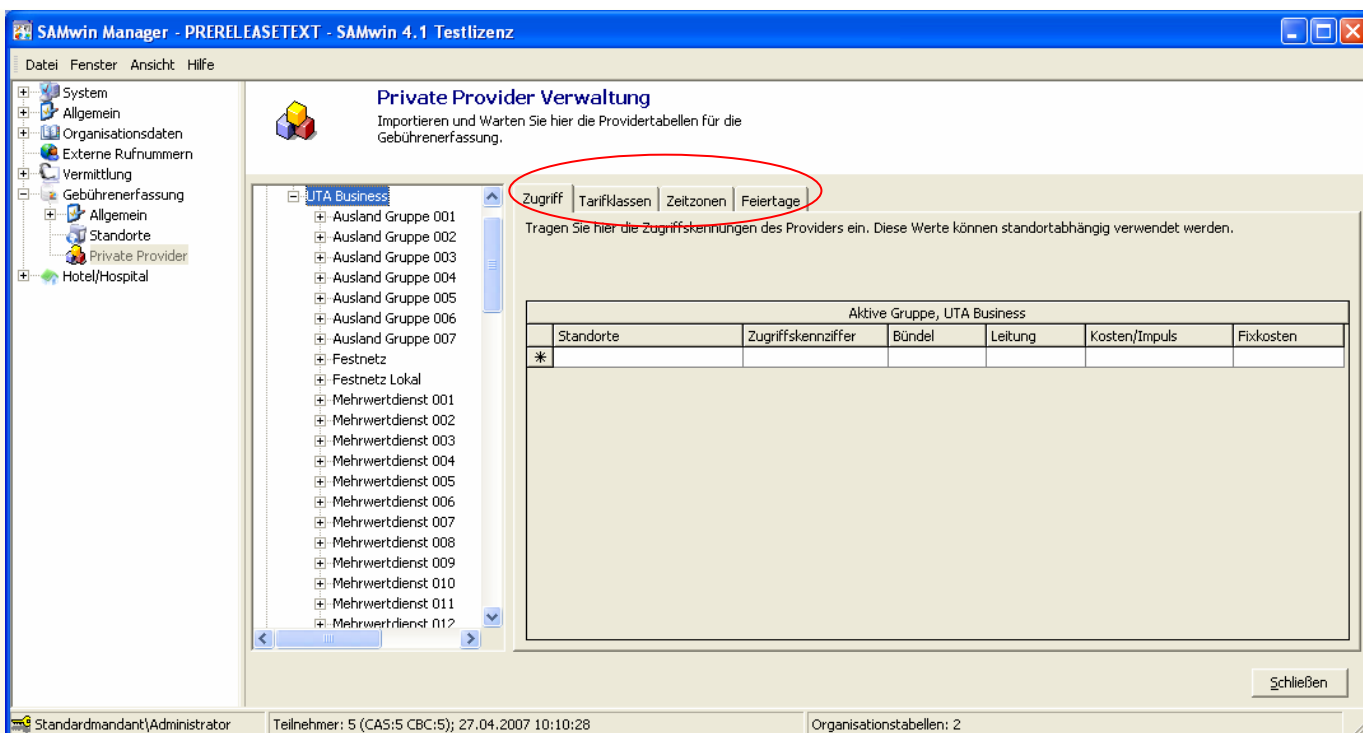 SAMwin Manager - PRERELEASETEXT - SAMwin 4.1 Testlizenz
Datei Fenster Ansicht Hilfe
System
Allgemein
Organisationsdaten
Externe Rufnummern
Vermittlung
Gebührenerfassung
Allgemein
Standorte
Private Provider
Hotel/Hospital
Private Provider Verwaltung
Importieren und Warten Sie hier die Providertabellen für die
Gebührenerfassung.
UTA Business
Ausland Gruppe 001
Ausland Gruppe 002
Ausland Gruppe 003
Ausland Gruppe 004
Ausland Gruppe 005
Ausland Gruppe 006
Ausland Gruppe 007
Festnetz
Festnetz Lokal
Mehrwertdienst 001
Mehrwertdienst 002
Mehrwertdienst 003
Mehrwertdienst 004
Mehrwertdienst 005
Mehrwertdienst 006
Mehrwertdienst 007
Mehrwertdienst 008
Mehrwertdienst 009
Mehrwertdienst 010
Mehrwertdienst 011
Mehrwertdienst 012
Zugriff Tarifklassen Zeitzonen Feiertage
Tragen Sie hier die Zugriffskennungen des Providers ein. Diese Werte können standortabhängig verwendet werden.
Aktive Gruppe, UTA Business
Standorte Zugriffskennziffer Bündel Leitung Kosten/Impuls Fixkosten
Schließen
Standardmandant\Administrator Teilnehmer: 5 (CAS:5 CBC:5); 27.04.2007 10:10:28 Organisationstabellen: 2